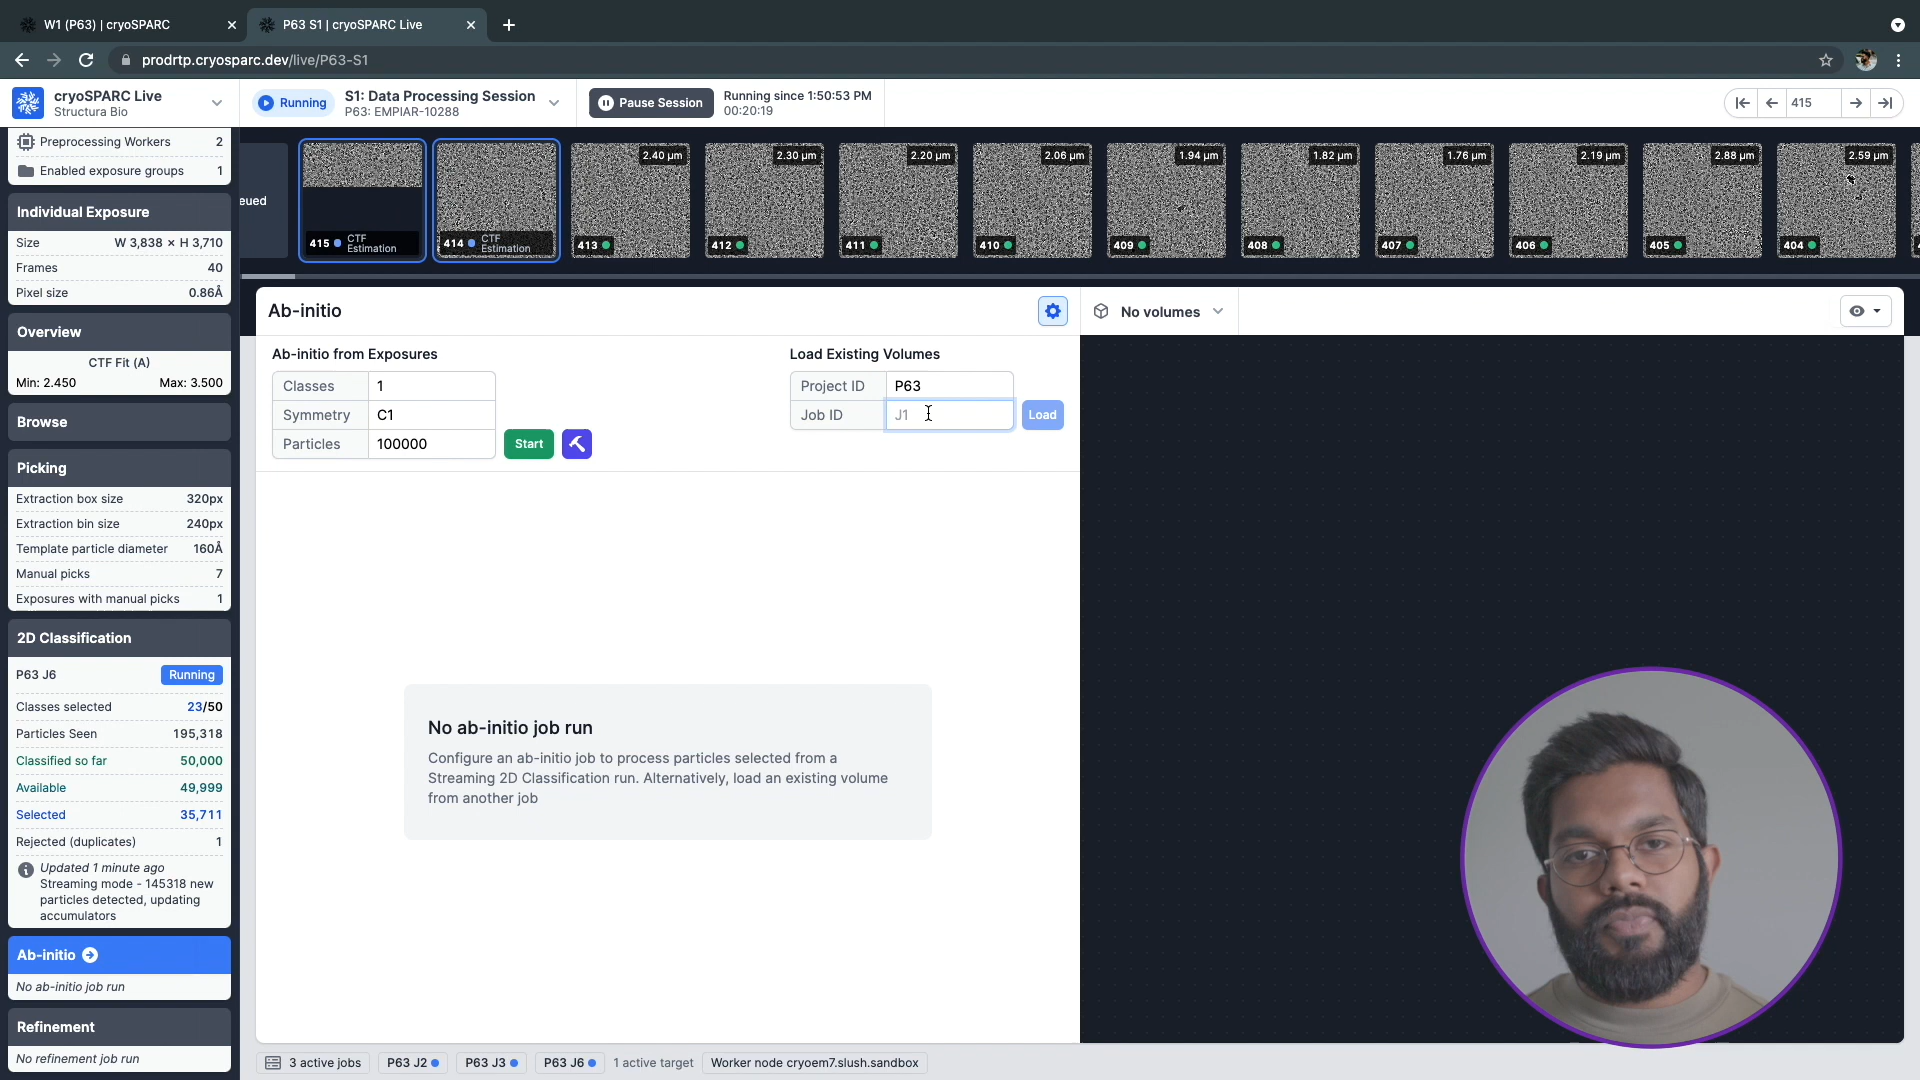 W1 (P63) | cryoSPARC
P63 S1 | cryoSPARC Live
prodrtp.cryosparc.dev/live/P63-S1
cryoSPARC Live
Structura Bio
Running
S1: Data Processing Session
P63: EMPIAR-10288
Pause Session
Running since 1:50:53 PM
00:20:19
415
Preprocessing Workers 2
Enabled exposure groups 1
Individual Exposure
Size W 3,838 × H 3,710
Frames 40
Pixel size 0.86Å
Overview
CTF Fit (A)
Min: 2.450 Max: 3.500
Browse
Picking
Extraction box size 320px
Extraction bin size 240px
Template particle diameter 160Å
Manual picks 7
Exposures with manual picks 1
2D Classification
P63 J6 Running
Classes selected 23/50
Particles Seen 195,318
Classified so far 50,000
Available 49,999
Selected 35,711
Rejected (duplicates) 1
Updated 1 minute ago
Streaming mode - 145318 new
particles detected, updating
accumulators
Ab-initio
No ab-initio job run
Refinement
No refinement job run
eued
2.40 µm 2.30 µm 2.20 µm 2.06 µm 1.94 µm 1.82 µm 1.76 µm 2.19 µm 2.88 µm 2.59 µm
415 CTF Estimation 414 CTF Estimation 413 412 411 410 409 408 407 406 405 404
Ab-initio
No volumes
Ab-initio from Exposures
Classes 1
Symmetry C1
Particles 100000
Start
Load Existing Volumes
Project ID P63
Job ID J1
Load
No ab-initio job run
Configure an ab-initio job to process particles selected from a
Streaming 2D Classification run. Alternatively, load an existing volume
from another job
3 active jobs P63 J2 P63 J3 P63 J6 1 active target Worker node cryoem7.slush.sandbox